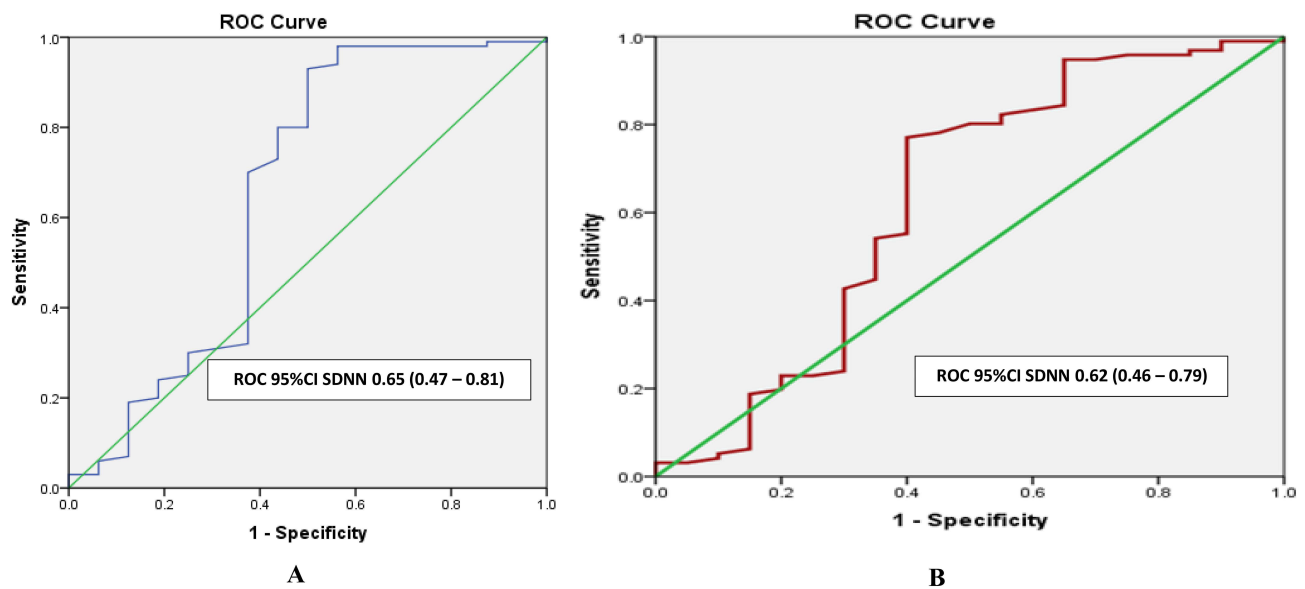 ROC Curve
1.0
0.8
0.6
0.4
0.2
0.0
Sensitivity
ROC 95%CI SDNN 0.65 (0.47 – 0.81)
0.0 0.2 0.4 0.6 0.8 1.0
1 - Specificity
A
ROC Curve
1.0
0.8
0.6
0.4
0.2
0.0
Sensitivity
ROC 95%CI SDNN 0.62 (0.46 – 0.79)
0.0 0.2 0.4 0.6 0.8 1.0
1 - Specificity
B